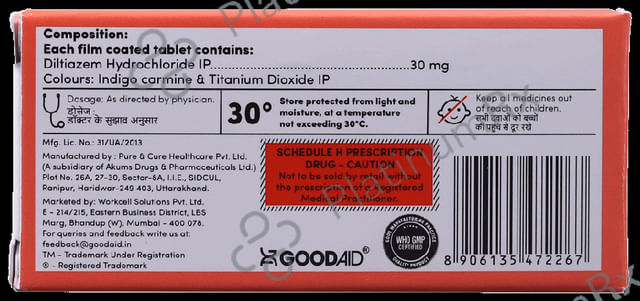 Composition:
Each film coated tablet contains:
Diltiazem Hydrochloride IP..........................................30 mg
Colours: Indigo carmine & Titanium Dioxide IP
Dosage: As directed by physician.
डोसेज:
डॉक्टर के सुझाव अनुसार
30°
Store protected from light and
moisture, at a temperature
not exceeding 30°C.
Keep all medicines out
of reach of children.
सभी दवाओं को बच्चों
की पहुंच से दूर रखें
Mfg. Lic. No.: 31/UA/2013
Manufactured by : Pure & Cure Healthcare Pvt. Ltd.
(A subsidiary of Akums Drugs & Pharmaceuticals Ltd.)
Plot No. 26A, 27-30, Sector-8A, I.I.E., SIDCUL,
Ranipur, Haridwar-249 403, Uttarakhand.
Marketed by: Workcell Solutions Pvt. Ltd.
E - 214/215, Eastern Business District, LBS
Marg, Bhandup (W). Mumbai - 400 078.
For queries and feedback write us at:
feedback@goodaid.in
TM - Trademark Under Registration
® - Registered Trademark
SCHEDULE H PRESCRIPTION
DRUG - CAUTION
Not to be sold by retail without
the prescription of a Registered
Medical Practitioner.
GOODAID®
GOOD MANUFACTURING PRACTICE
WHO GMP
CERTIFIED
QUALITY PRODUCT
8 906135 472267
PlatinumRx